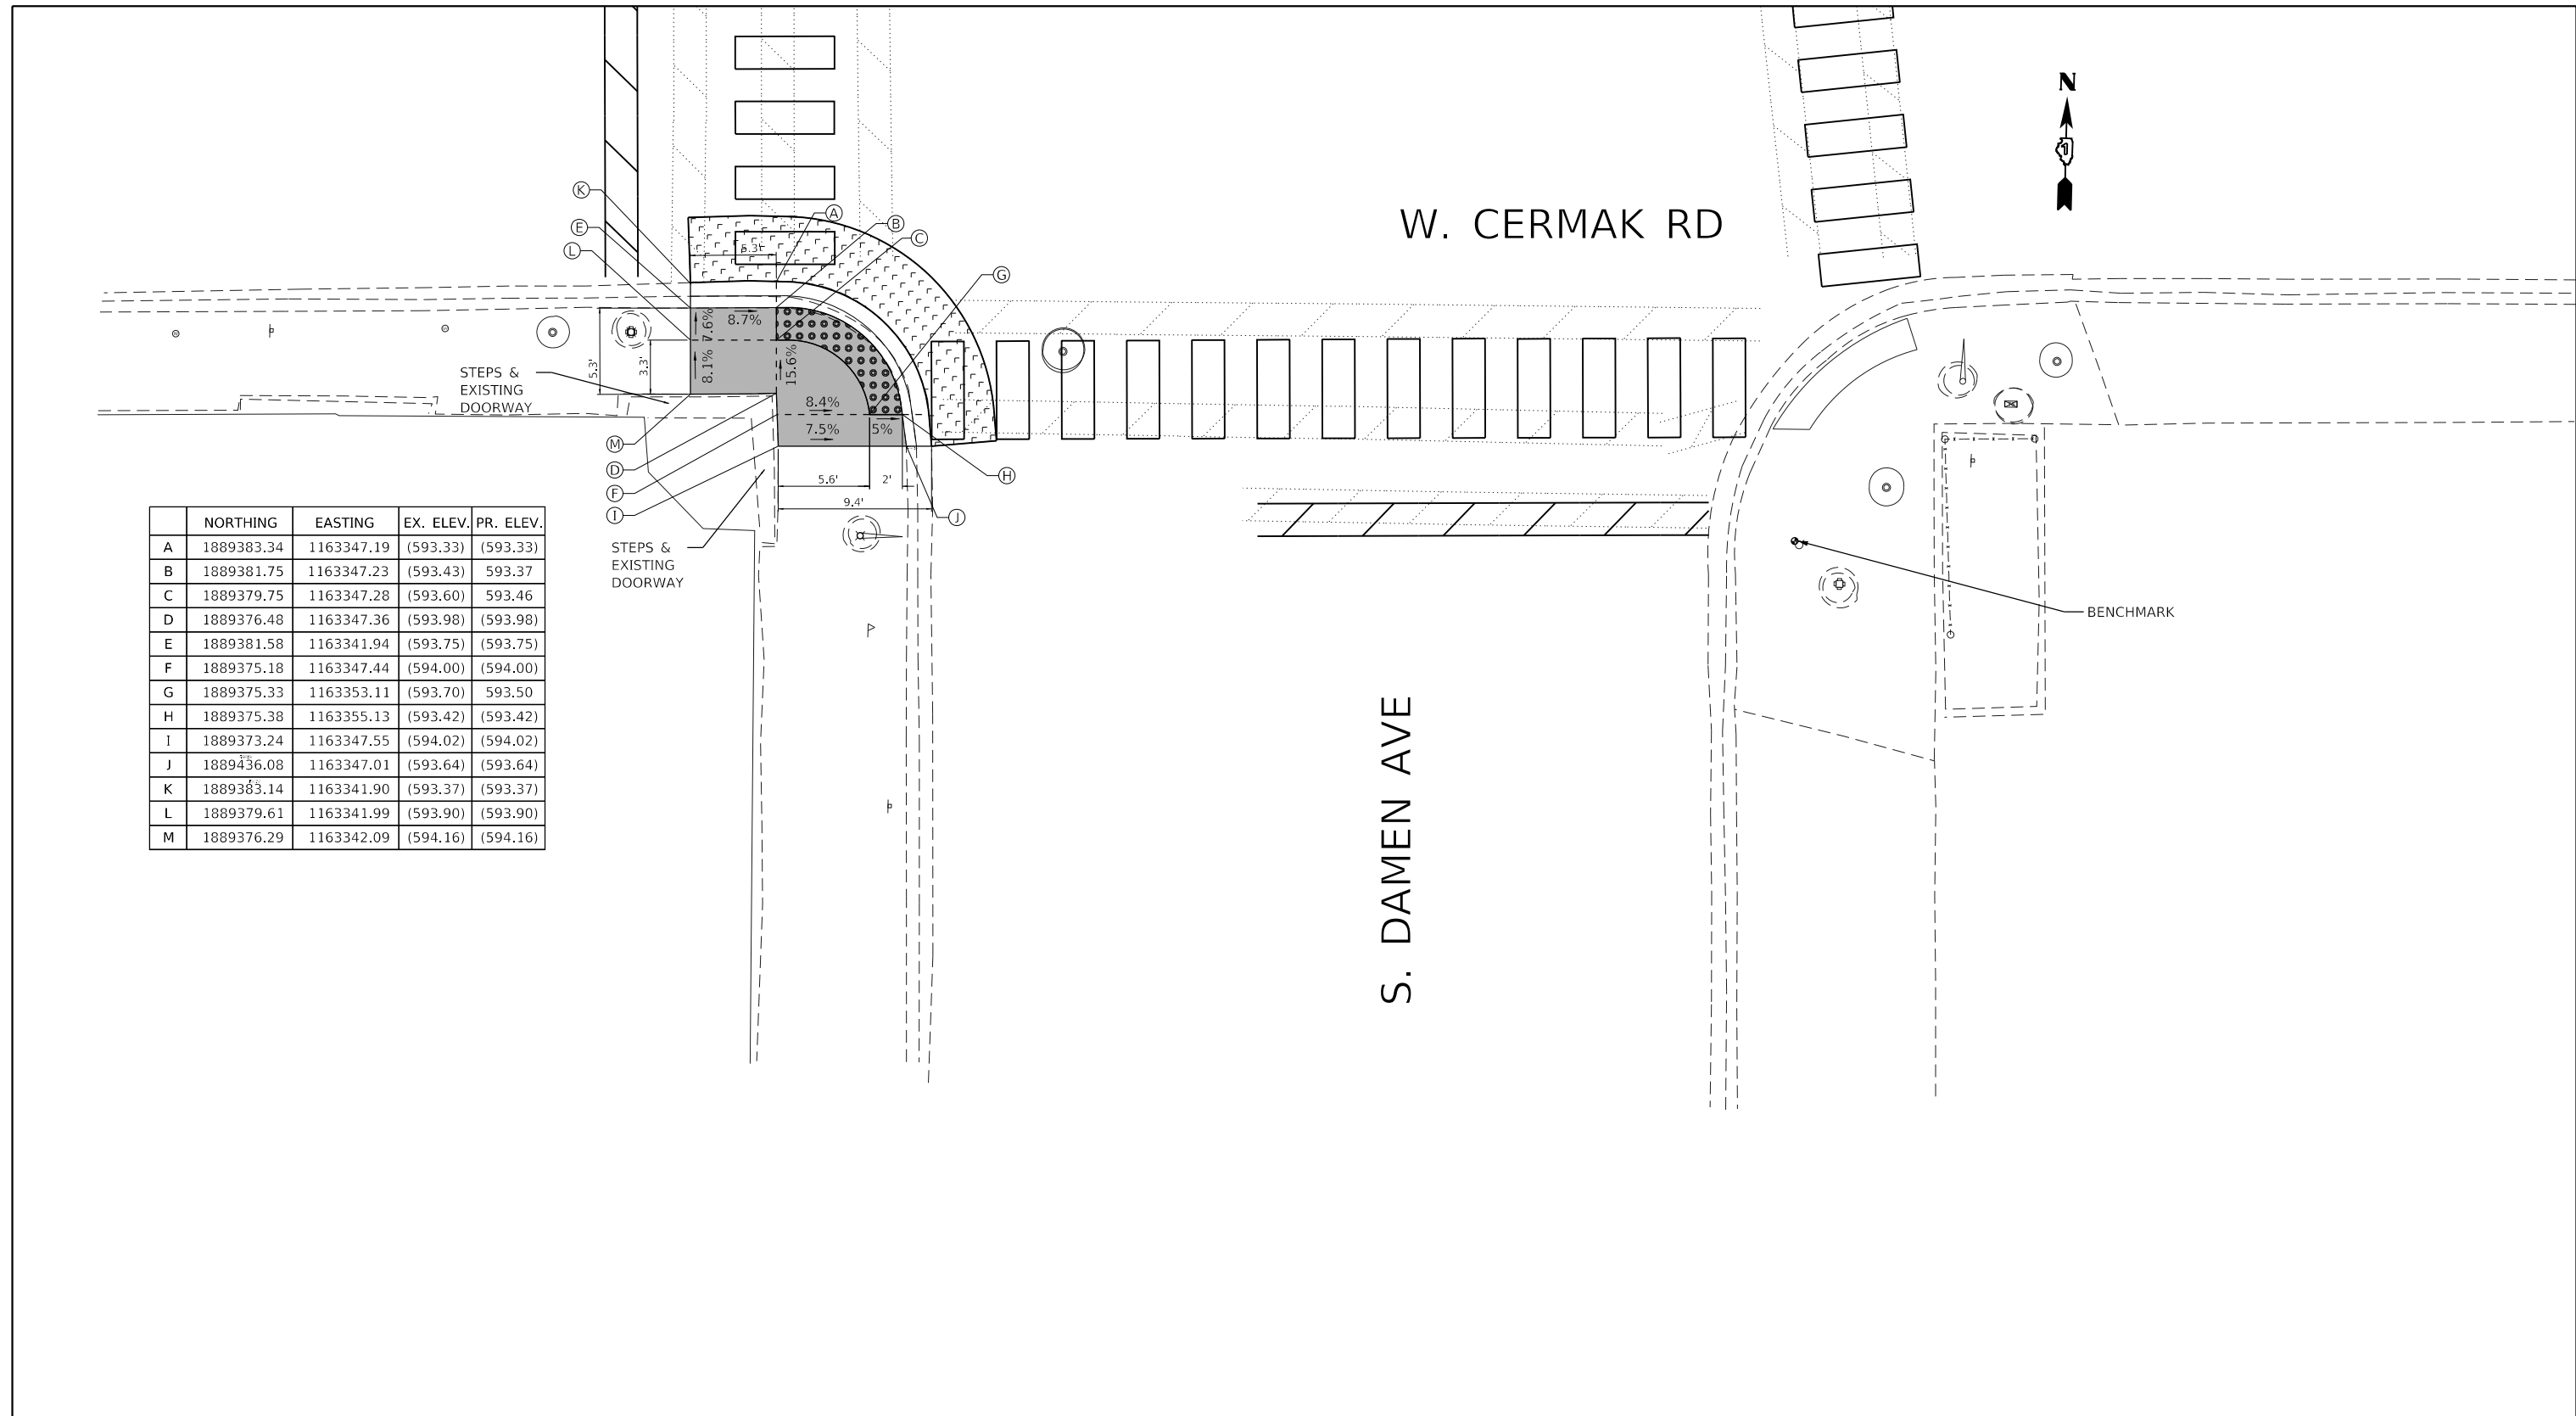 N
1
W. CERMAK RD
K
A
E
B
L
C
G
5.3'
8.7%
7.6%
8.1%
15.6%
5.3'
3.3'
STEPS &
EXISTING
DOORWAY
8.4%
7.5%
5%
M
D
F
I
H
J
5.6'
2'
9.4'
STEPS &
EXISTING
DOORWAY
BENCHMARK
S. DAMEN AVE
NORTHING EASTING EX. ELEV. PR. ELEV.
A 1889383.34 1163347.19 (593.33) (593.33)
B 1889381.75 1163347.23 (593.43) 593.37
C 1889379.75 1163347.28 (593.60) 593.46
D 1889376.48 1163347.36 (593.98) (593.98)
E 1889381.58 1163341.94 (593.75) (593.75)
F 1889375.18 1163347.44 (594.00) (594.00)
G 1889375.33 1163353.11 (593.70) 593.50
H 1889375.38 1163355.13 (593.42) (593.42)
I 1889373.24 1163347.55 (594.02) (594.02)
J 1889436.08 1163347.01 (593.64) (593.64)
K 1889383.14 1163341.90 (593.37) (593.37)
L 1889379.61 1163341.99 (593.90) (593.90)
M 1889376.29 1163342.09 (594.16) (594.16)